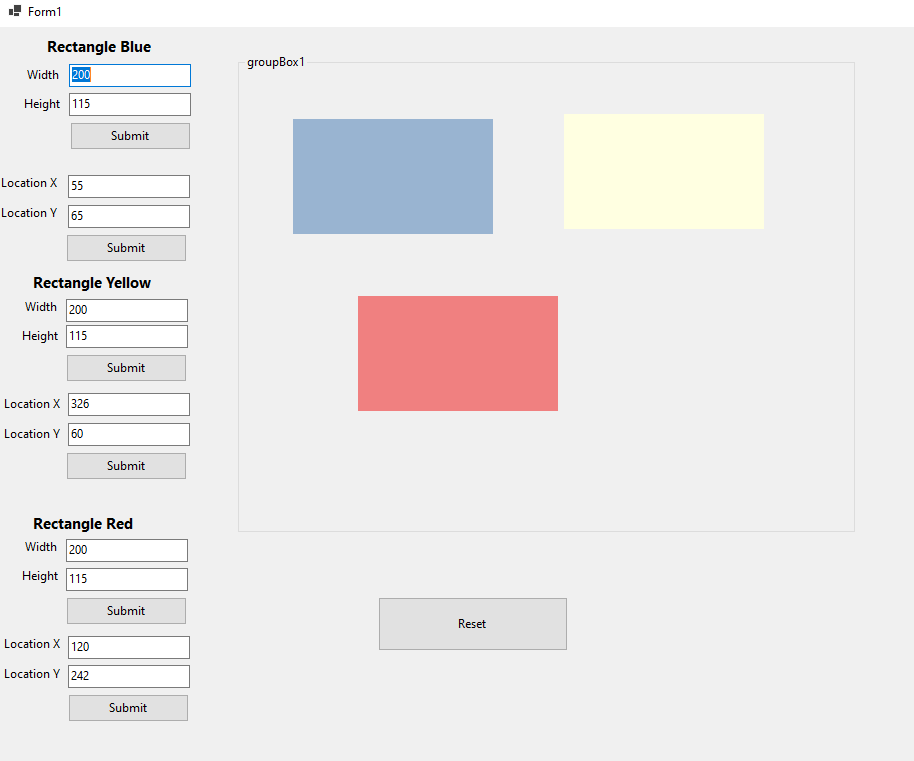 Form1
Rectangle Blue
Width 200
Height 115
Submit
Location X 55
Location Y 65
Submit
Rectangle Yellow
Width 200
Height 115
Submit
Location X 326
Location Y 60
Submit
Rectangle Red
Width 200
Height 115
Submit
Location X 120
Location Y 242
Submit
groupBox1
Reset